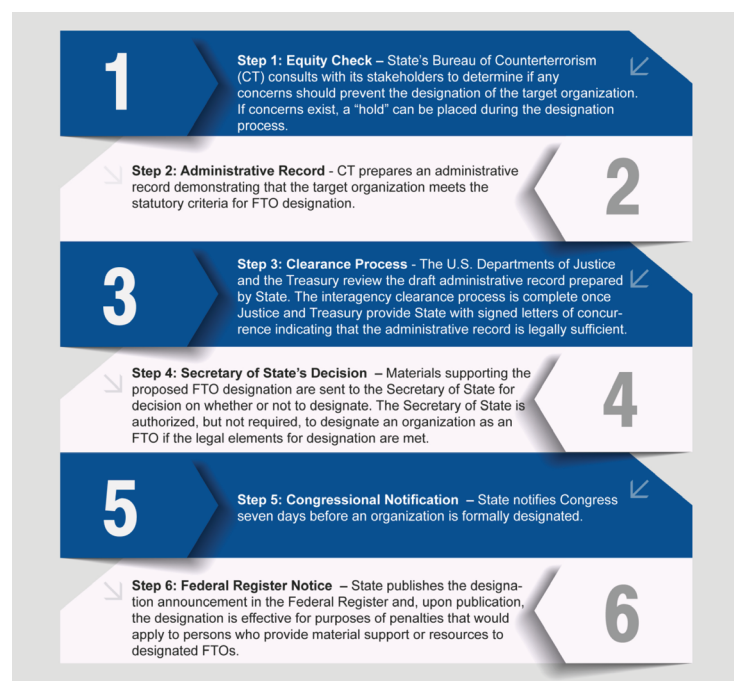 1
Step 1: Equity Check – State's Bureau of Counterterrorism
(CT) consults with its stakeholders to determine if any
concerns should prevent the designation of the target organization.
If concerns exist, a “hold” can be placed during the designation
process.
Step 2: Administrative Record - CT prepares an administrative
record demonstrating that the target organization meets the
statutory criteria for FTO designation.
2
3
Step 3: Clearance Process - The U.S. Departments of Justice
and the Treasury review the draft administrative record prepared
by State. The interagency clearance process is complete once
Justice and Treasury provide State with signed letters of concur-
rence indicating that the administrative record is legally sufficient.
Step 4: Secretary of State's Decision – Materials supporting the
proposed FTO designation are sent to the Secretary of State for
decision on whether or not to designate. The Secretary of State is
authorized, but not required, to designate an organization as an
FTO if the legal elements for designation are met.
4
5
Step 5: Congressional Notification – State notifies Congress
seven days before an organization is formally designated.
Step 6: Federal Register Notice – State publishes the designa-
tion announcement in the Federal Register and, upon publication,
the designation is effective for purposes of penalties that would
apply to persons who provide material support or resources to
designated FTOs.
6